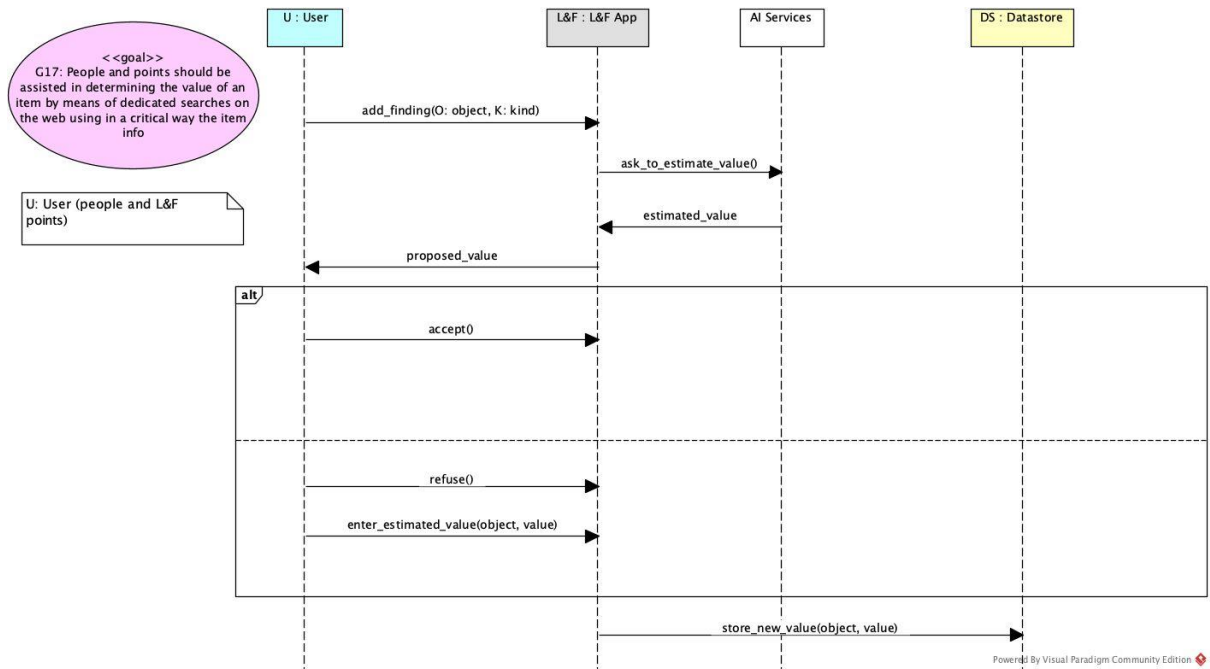 U : User
L&F : L&F App
AI Services
DS : Datastore
<<goal>>
G17: People and points should be
assisted in determining the value of an
item by means of dedicated searches on
the web using in a critical way the item
info
add_finding(O: object, K: kind)
ask_to_estimate_value()
U: User (people and L&F
points)
estimated_value
proposed_value
alt
accept()
refuse()
enter_estimated_value(object, value)
store_new_value(object, value)
Powered By Visual Paradigm Community Edition